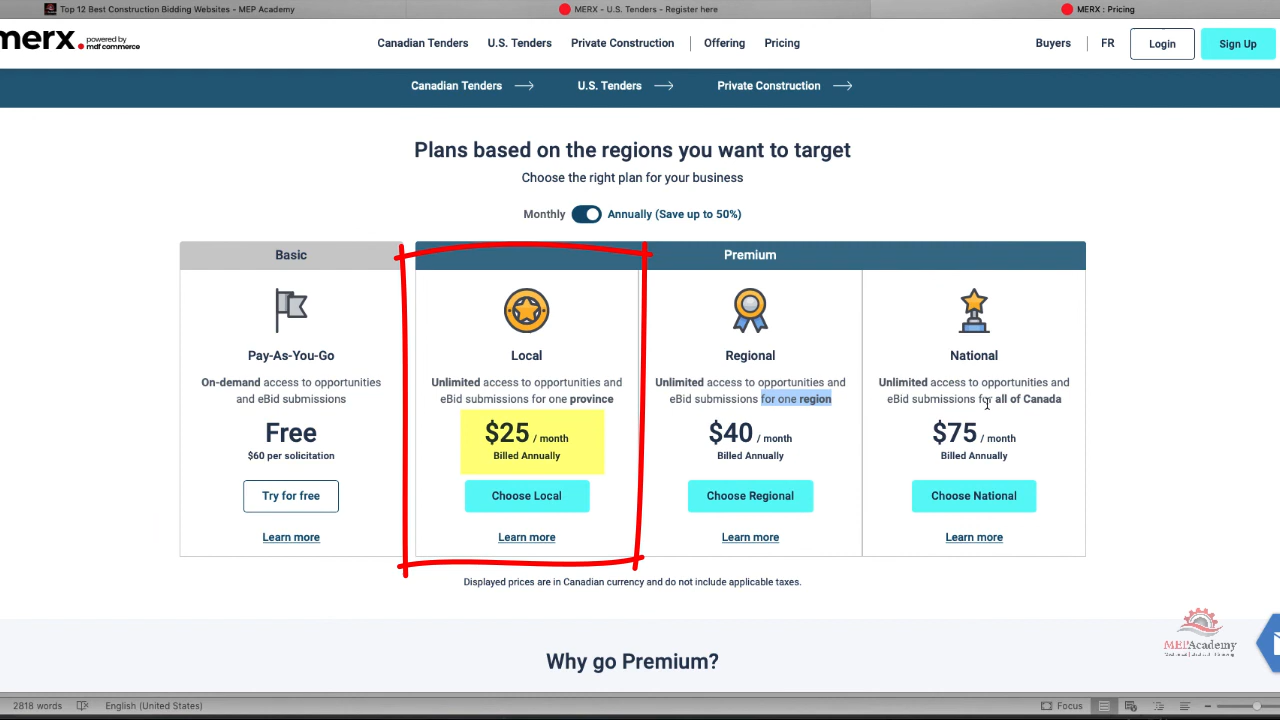 Top 12 Best Construction Bidding Websites - MEP Academy
MERX - U.S. Tenders - Register here
MERX : Pricing
merx. powered by mdf commerce
Canadian Tenders U.S. Tenders Private Construction Offering Pricing Buyers FR Login Sign Up
Canadian Tenders U.S. Tenders Private Construction
Plans based on the regions you want to target
Choose the right plan for your business
Monthly Annually (Save up to 50%)
Basic
Premium
Pay-As-You-Go
On-demand access to opportunities
and eBid submissions
Free
$60 per solicitation
Try for free
Learn more
Local
Unlimited access to opportunities and
eBid submissions for one province
$25 / month
Billed Annually
Choose Local
Learn more
Regional
Unlimited access to opportunities and
eBid submissions for one region
$40 / month
Billed Annually
Choose Regional
Learn more
National
Unlimited access to opportunities and
eBid submissions for all of Canada
$75 / month
Billed Annually
Choose National
Learn more
Displayed prices are in Canadian currency and do not include applicable taxes.
MEPAcademy
Why go Premium?
2818 words English (United States) Focus